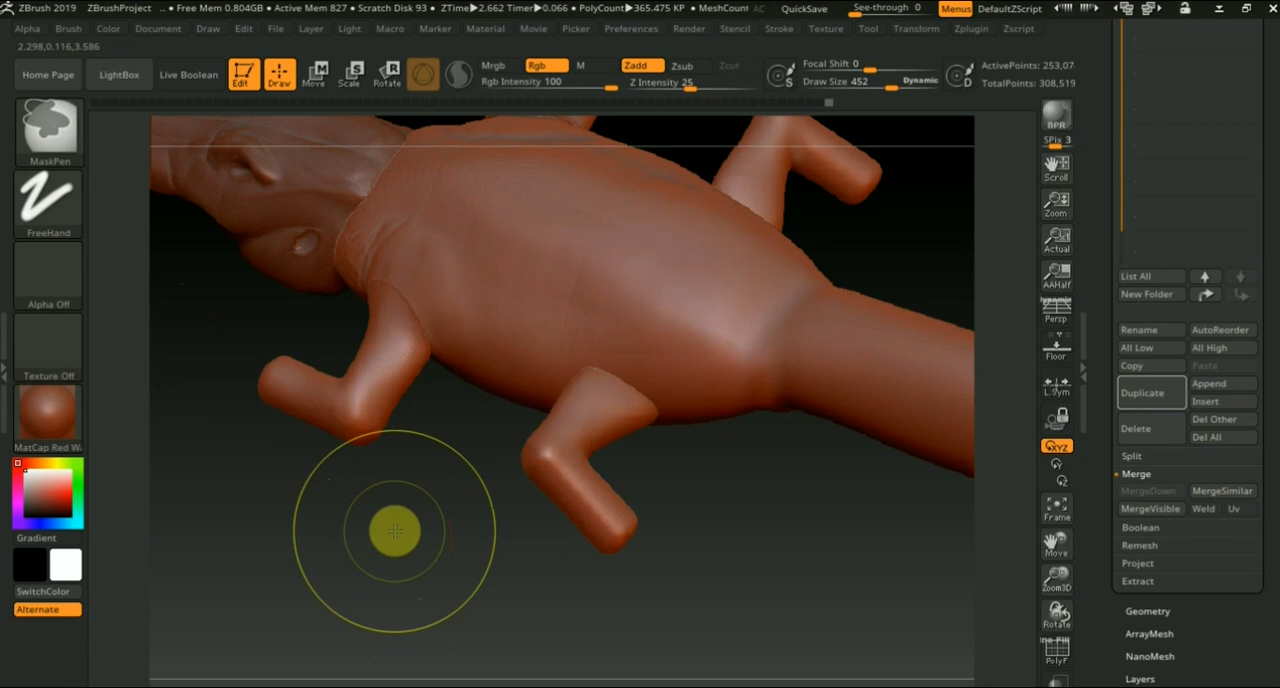 ZBrush 2019 ZBrushProject .. ● Free Mem 0.804GB ● Active Mem 827 ● Scratch Disk 93 ● ZTime▶2.662 Timer▶0.066 ● PolyCount▶365.475 KP ● MeshCount AC QuickSave See-through 0 Menus DefaultZScript
Alpha Brush Color Document Draw Edit File Layer Light Macro Marker Material Movie Picker Preferences Render Stencil Stroke Texture Tool Transform Zplugin Zscript
2.298,0.116,3.586
Home Page LightBox Live Boolean Edit Draw Move Scale Rotate
Mrgb Rgb M Zadd Zsub Zcut Focal Shift 0 ActivePoints: 253,07
Rgb Intensity 100 Z Intensity 25 Draw Size 452 Dynamic TotalPoints: 308,519
S D
MaskPen
FreeHand
Alpha Off
Texture Off
MatCap Red Wa
Gradient
SwitchColor
Alternate
BPR
SPix 3
Scroll
Zoom
Actual
AAHalf
Dynamic
Persp
Floor
L.Sym
XYZ
Y
Z
Frame
Move
Zoom3D
Rotate
PolyF
List All
New Folder
Rename AutoReorder
All Low All High
Copy Paste
Duplicate Append
Insert
Delete Del Other
Del All
Split
Merge
MergeDown MergeSimilar
MergeVisible Weld Uv
Boolean
Remesh
Project
Extract
Geometry
ArrayMesh
NanoMesh
Layers